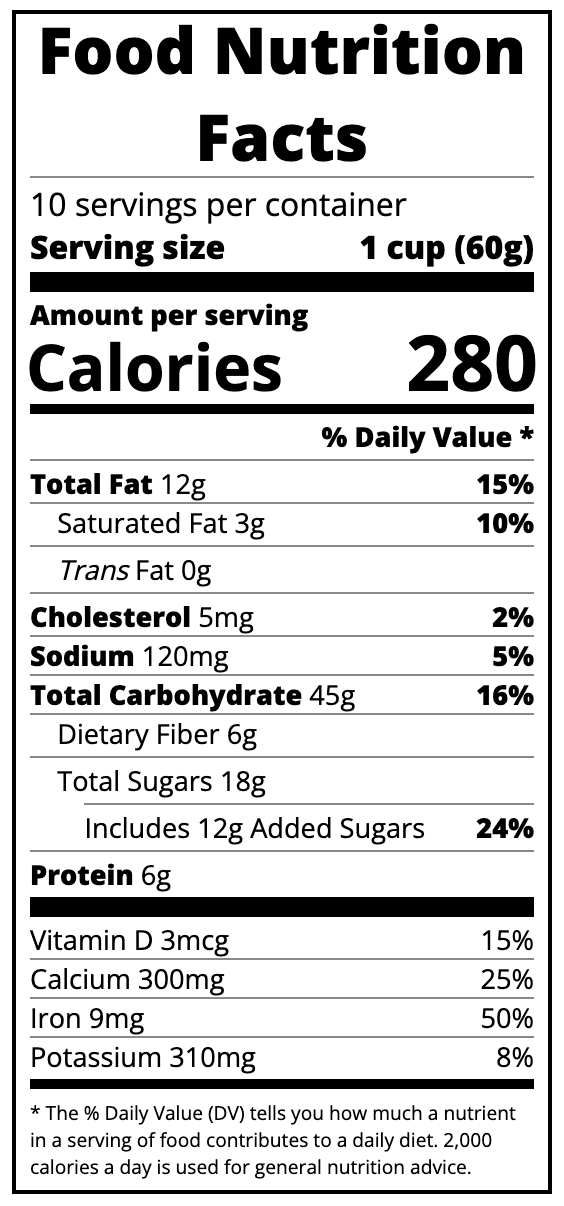 Food Nutrition
Facts
10 servings per container
Serving size 1 cup (60g)
Amount per serving
Calories 280
% Daily Value *
Total Fat 12g 15%
Saturated Fat 3g 10%
Trans Fat 0g
Cholesterol 5mg 2%
Sodium 120mg 5%
Total Carbohydrate 45g 16%
Dietary Fiber 6g
Total Sugars 18g
Includes 12g Added Sugars 24%
Protein 6g
Vitamin D 3mcg 15%
Calcium 300mg 25%
Iron 9mg 50%
Potassium 310mg 8%
* The % Daily Value (DV) tells you how much a nutrient
in a serving of food contributes to a daily diet. 2,000
calories a day is used for general nutrition advice.